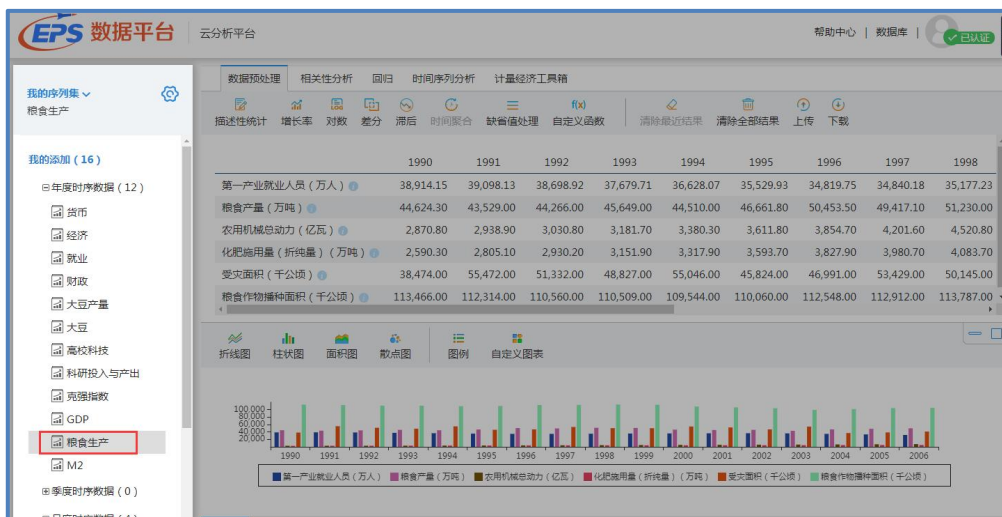 EPS 数据平台 云分析平台 帮助中心 | 数据库 | 已认证
我的序列集
粮食生产
我的添加(16)
年度时序数据(12)
货币
经济
就业
财政
大豆产量
大豆
高校科技
科研投入与产出
克强指数
GDP
粮食生产
M2
季度时序数据(0)
数据预处理 相关性分析 回归 时间序列分析 计量经济工具箱
描述性统计 增长率 对数 差分 滞后 时间聚合 缺省值处理 自定义函数 清除最近结果 清除全部结果 上传 下载
1990 1991 1992 1993 1994 1995 1996 1997 1998
第一产业就业人员(万人) 38,914.15 39,098.13 38,698.92 37,679.71 36,628.07 35,529.93 34,819.75 34,840.18 35,177.23
粮食产量(万吨) 44,624.30 43,529.00 44,266.00 45,649.00 44,510.00 46,661.80 50,453.50 49,417.10 51,230.00
农用机械总动力(亿瓦) 2,870.80 2,938.90 3,030.80 3,181.70 3,380.30 3,611.80 3,854.70 4,201.60 4,520.80
化肥施用量(折纯量)(万吨) 2,590.30 2,805.10 2,930.20 3,151.90 3,317.90 3,593.70 3,827.90 3,980.70 4,083.70
受灾面积(千公顷) 38,474.00 55,472.00 51,332.00 48,827.00 55,046.00 45,824.00 46,991.00 53,429.00 50,145.00
粮食作物播种面积(千公顷) 113,466.00 112,314.00 110,560.00 110,509.00 109,544.00 110,060.00 112,548.00 112,912.00 113,787.00
折线图 柱状图 面积图 散点图 图例 自定义图表
100,000
80,000
60,000
40,000
20,000
1990 1991 1992 1993 1994 1995 1996 1997 1998 1999 2000 2001 2002 2003 2004 2005 2006
第一产业就业人员(万人) 粮食产量(万吨) 农用机械总动力(亿瓦) 化肥施用量(折纯量)(万吨) 受灾面积(千公顷) 粮食作物播种面积(千公顷)